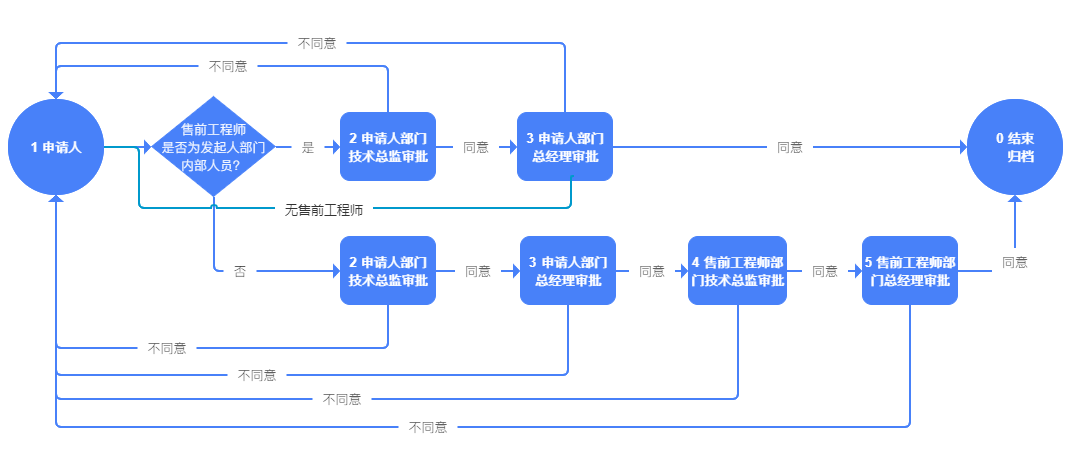 不同意
不同意
1 申请人
售前工程师
是否为发起人部门
内部人员?
是
2 申请人部门
技术总监审批
同意
3 申请人部门
总经理审批
同意
0 结束
归档
无售前工程师
否
2 申请人部门
技术总监审批
同意
3 申请人部门
总经理审批
同意
4 售前工程师部
门技术总监审批
同意
5 售前工程师部
门总经理审批
同意
不同意
不同意
不同意
不同意